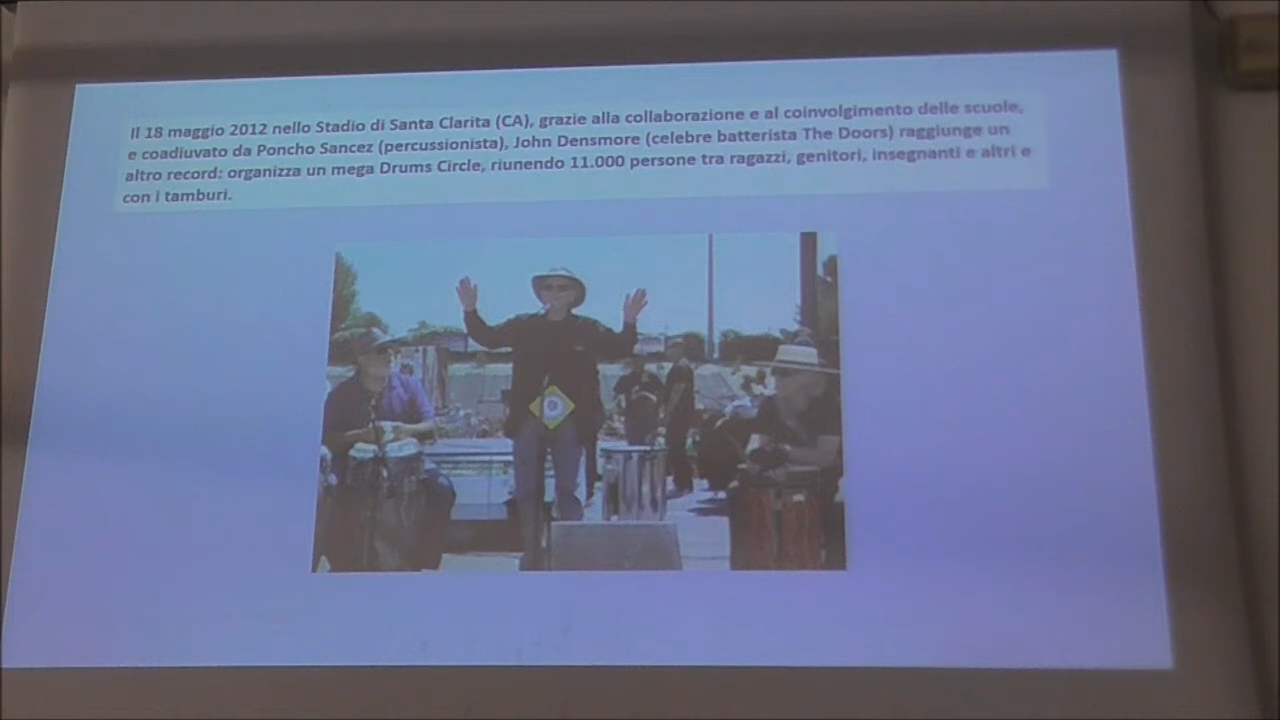 Il 18 maggio 2012 nello Stadio di Santa Clarita (CA), grazie alla collaborazione e al coinvolgimento delle scuole,
e coadiuvato da Poncho Sancez (percussionista), John Densmore (celebre batterista The Doors) raggiunge un
altro record: organizza un mega Drums Circle, riunendo 11.000 persone tra ragazzi, genitori, insegnanti e altri e
con i tamburi.